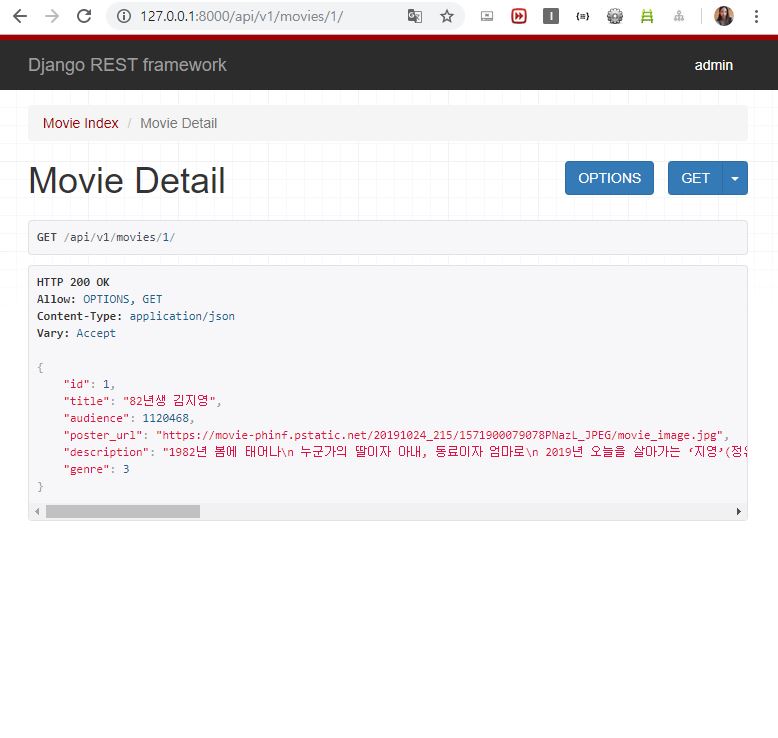 127.0.0.1:8000/api/v1/movies/1/
Django REST framework
admin
Movie Index / Movie Detail
Movie Detail
OPTIONS
GET
GET /api/v1/movies/1/
HTTP 200 OK
Allow: OPTIONS, GET
Content-Type: application/json
Vary: Accept
{
"id": 1,
"title": "82년생 김지영",
"audience": 1120468,
"poster_url": "https://movie-phinf.pstatic.net/20191024_215/1571900079078PNazL_JPEG/movie_image.jpg",
"description": "1982년 봄에 태어나\n 누군가의 딸이자 아내, 동료이자 엄마로\n 2019년 오늘을 살아가는 ‘지영’(정유
"genre": 3
}